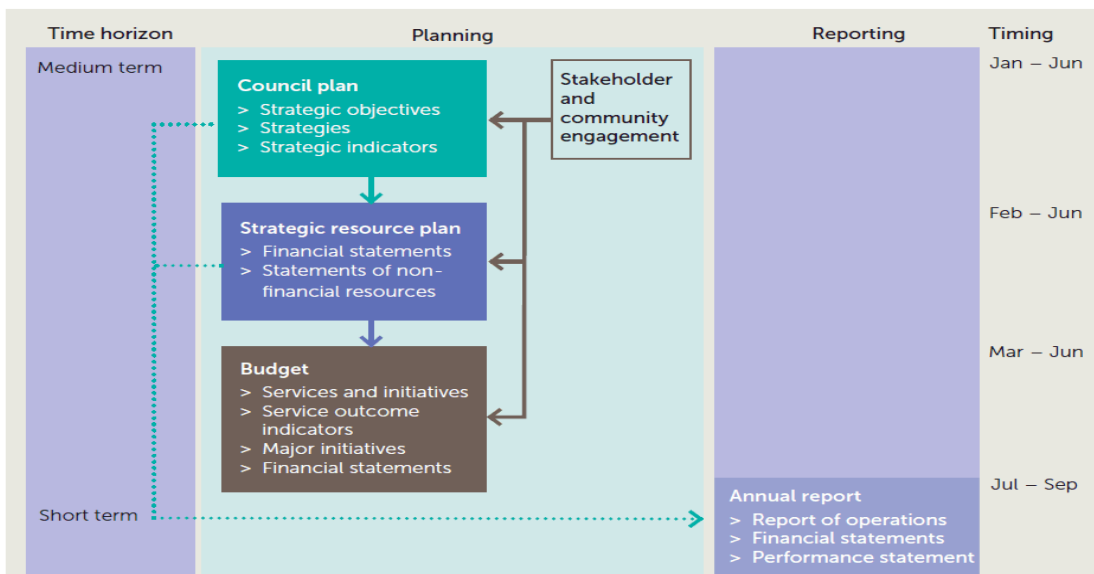 Time horizon
Planning
Reporting
Timing
Medium term
Council plan
> Strategic objectives
> Strategies
> Strategic indicators
Stakeholder
and
community
engagement
Jan – Jun
Strategic resource plan
> Financial statements
> Statements of non-
financial resources
Feb – Jun
Budget
> Services and initiatives
> Service outcome
indicators
> Major initiatives
> Financial statements
Mar – Jun
Short term
Annual report
> Report of operations
> Financial statements
> Performance statement
Jul – Sep